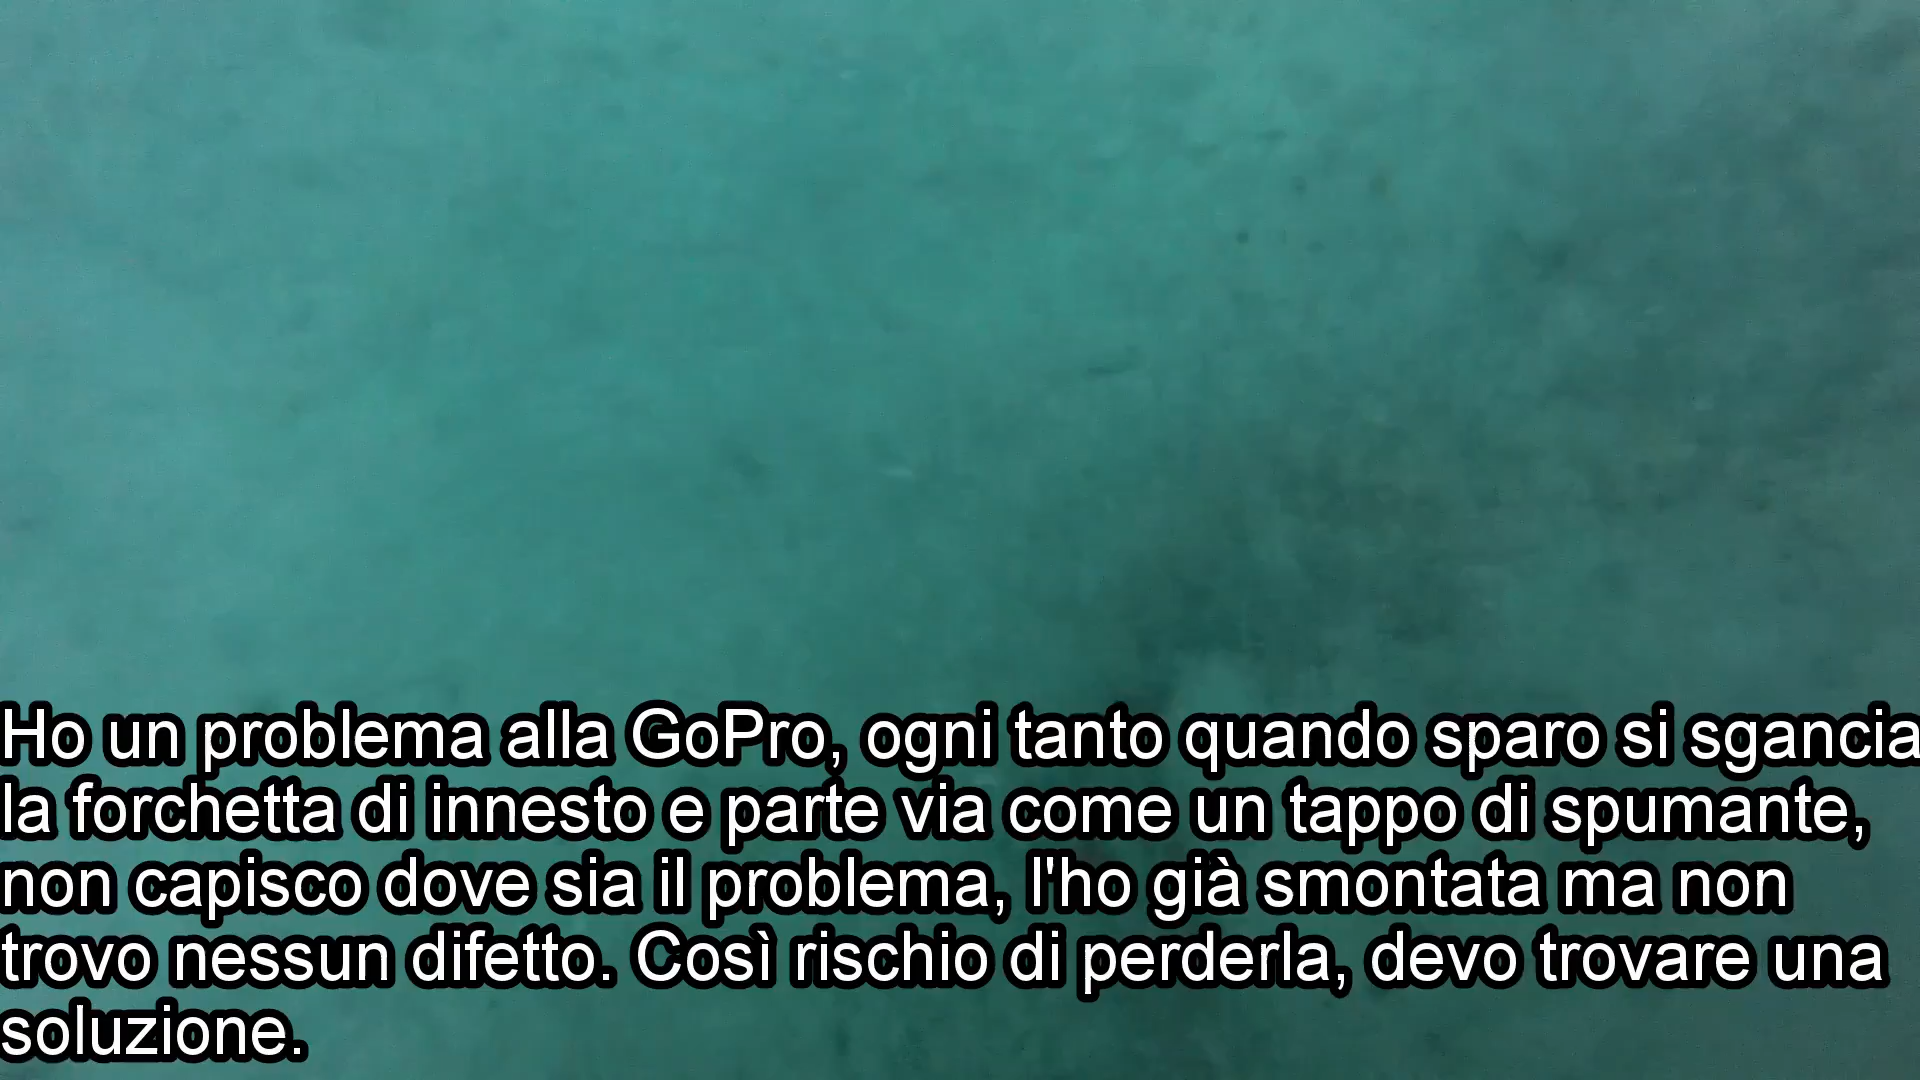 Ho un problema alla GoPro, ogni tanto quando sparo si sgancia
la forchetta di innesto e parte via come un tappo di spumante,
non capisco dove sia il problema, l'ho già smontata ma non
trovo nessun difetto. Così rischio di perderla, devo trovare una
soluzione.